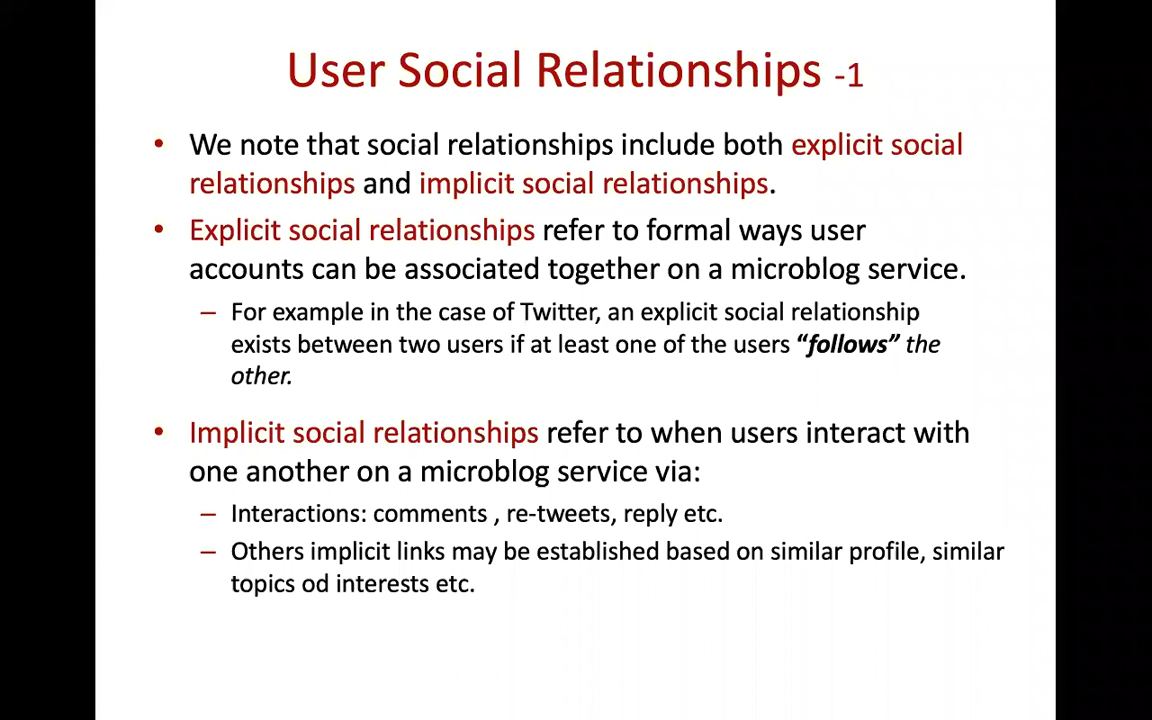 User Social Relationships -1
• We note that social relationships include both explicit social
relationships and implicit social relationships.
• Explicit social relationships refer to formal ways user
accounts can be associated together on a microblog service.
– For example in the case of Twitter, an explicit social relationship
exists between two users if at least one of the users “follows” the
other.
• Implicit social relationships refer to when users interact with
one another on a microblog service via:
– Interactions: comments , re-tweets, reply etc.
– Others implicit links may be established based on similar profile, similar
topics od interests etc.